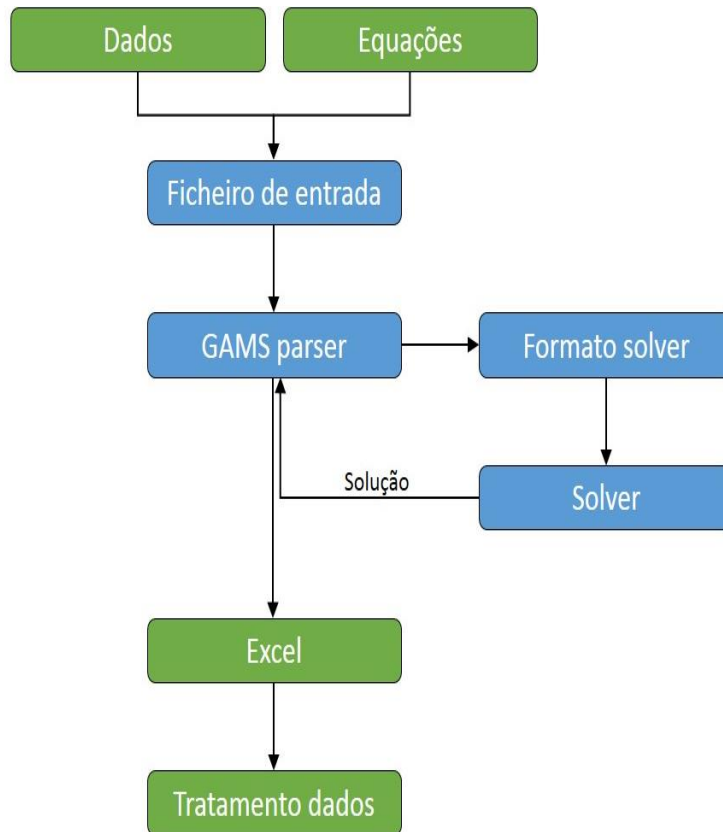 Dados
Equações
Ficheiro de entrada
GAMS parser
Formato solver
Solução
Solver
Excel
Tratamento dados